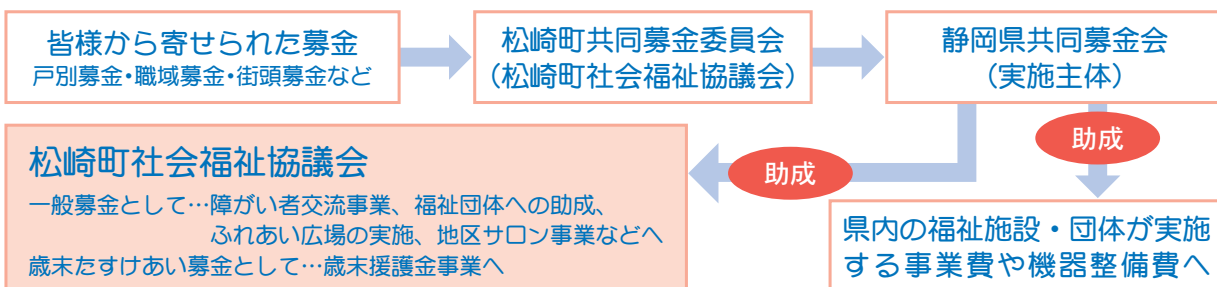 皆様から寄せられた募金
戸別募金・職域募金・街頭募金など
松崎町共同募金委員会
（松崎町社会福祉協議会）
静岡県共同募金会
（実施主体）
助成
助成
松崎町社会福祉協議会
一般募金として…障がい者交流事業、福祉団体への助成、
ふれあい広場の実施、地区サロン事業などへ
歳末たすけあい募金として…歳末援護金事業へ
県内の福祉施設・団体が実施
する事業費や機器整備費へ